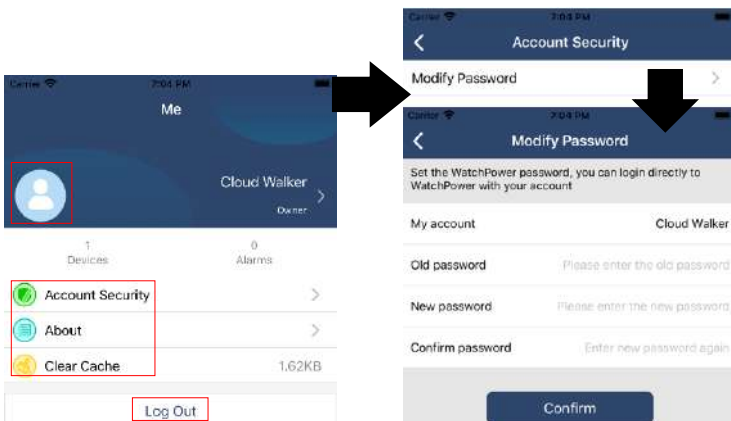 Carrier 7:04 PM
Me
Cloud Walker
Owner
1 0
Devices Alarms
Account Security
About
Clear Cache 1.62KB
Log Out
Carrier 7:04 PM
Account Security
Modify Password
Carrier 7:04 PM
Modify Password
Set the WatchPower password, you can login directly to
WatchPower with your account
My account Cloud Walker
Old password Please enter the old password
New password Please enter the new password
Confirm password Enter new password again
Confirm